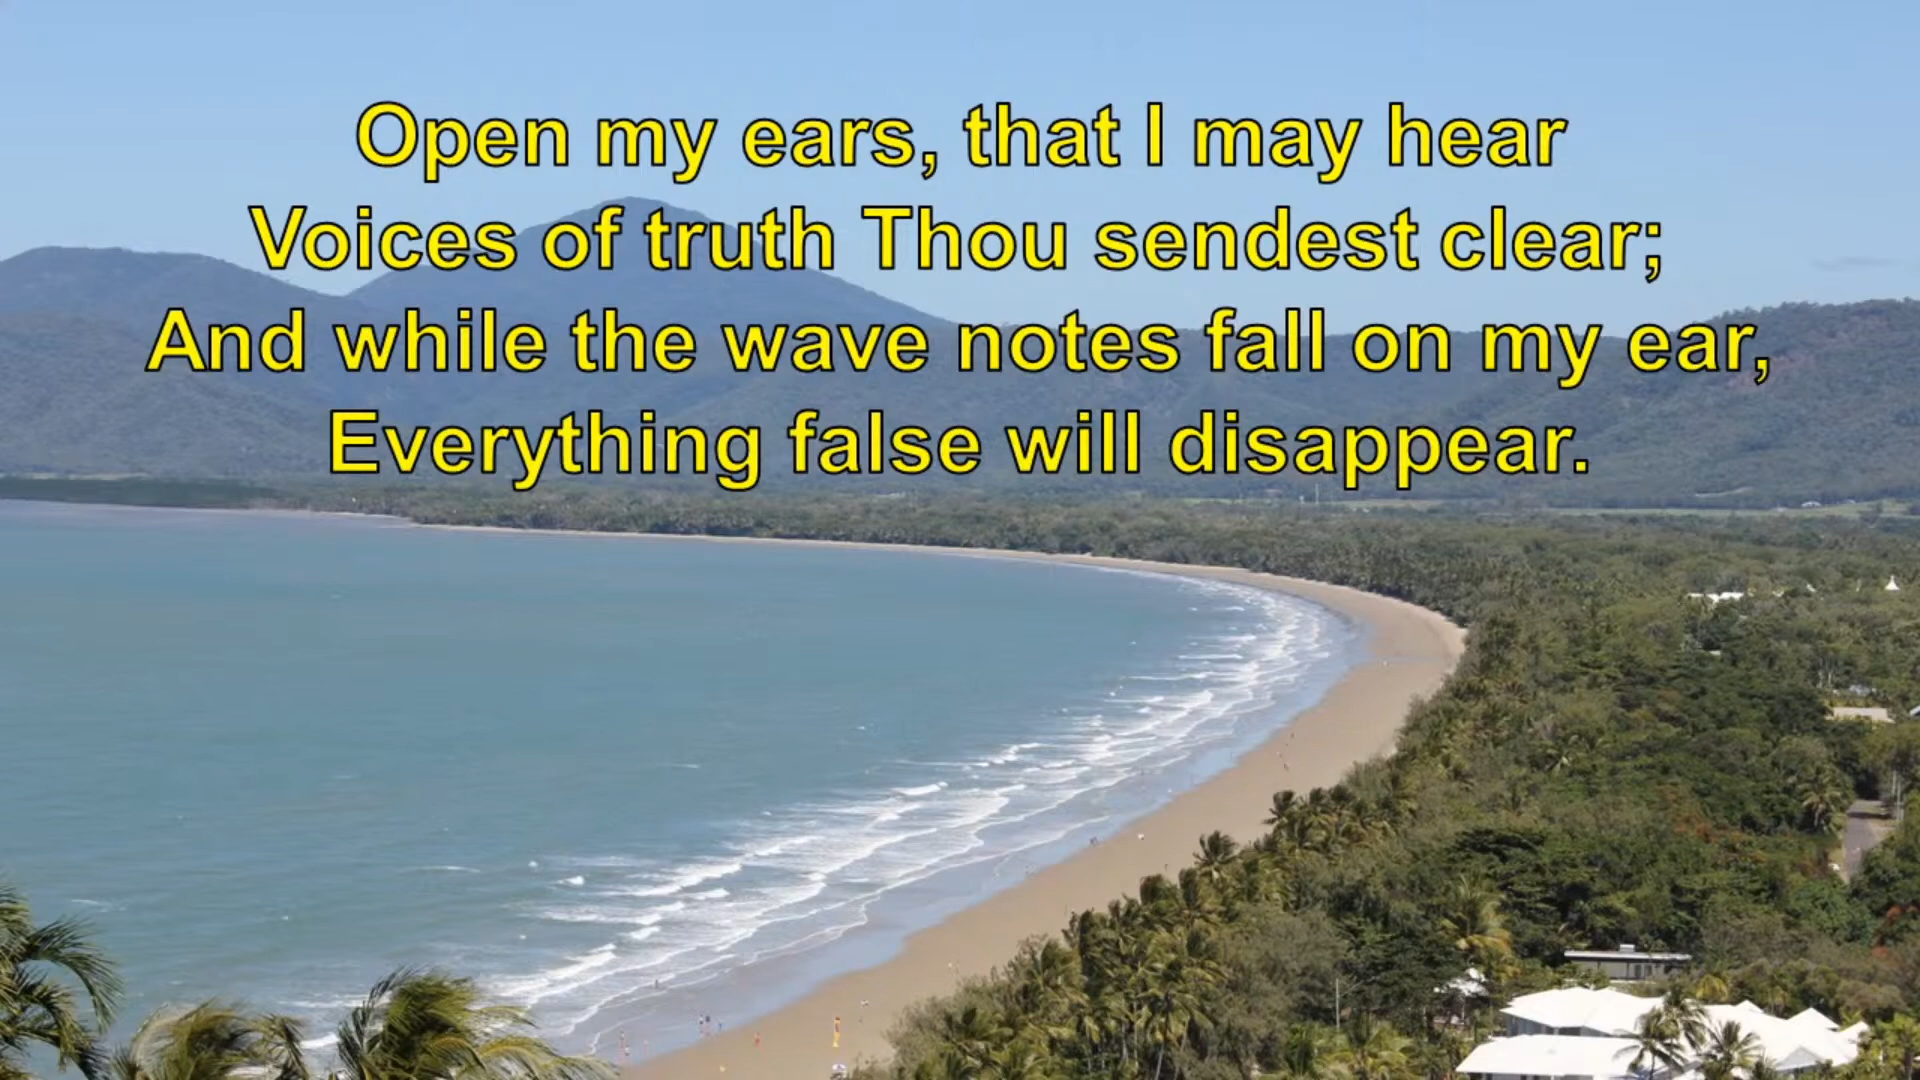 Open my ears, that I may hear
Voices of truth Thou sendest clear;
And while the wave notes fall on my ear,
Everything false will disappear.